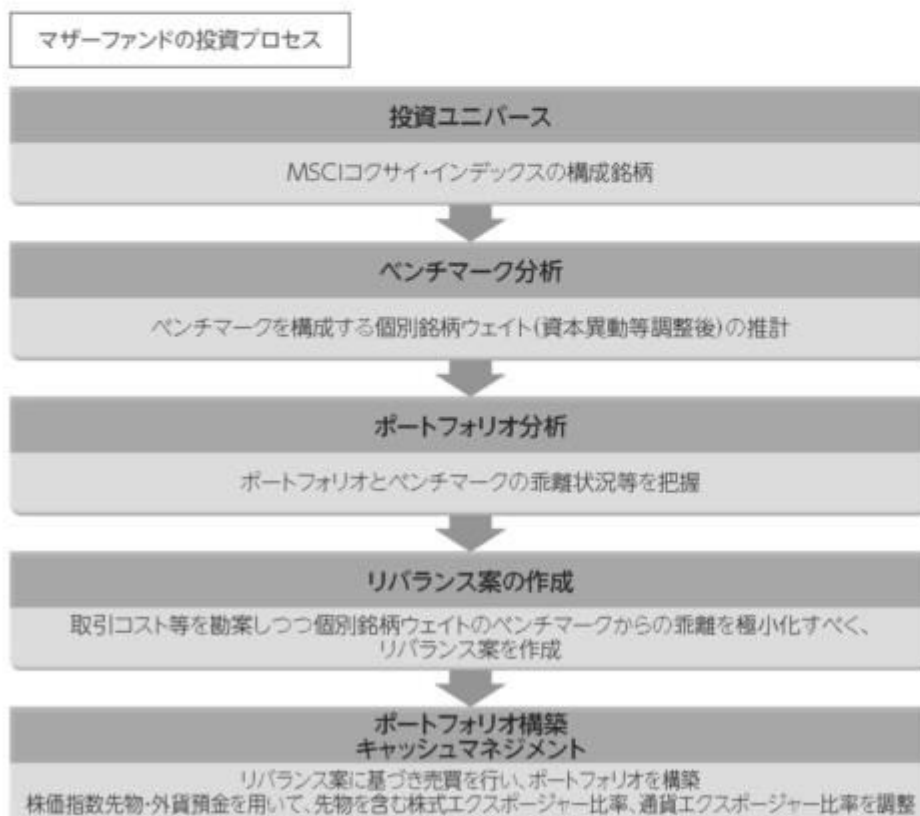 マザーファンドの投資プロセス
投資ユニバース
MSCIコクサイ・インデックスの構成銘柄
ベンチマーク分析
ベンチマークを構成する個別銘柄ウェイト(資本異動等調整後)の推計
ポートフォリオ分析
ポートフォリオとベンチマークの乖離状況等を把握
リバランス案の作成
取引コスト等を勘案しつつ個別銘柄ウェイトのベンチマークからの乖離を極小化すべく、
リバランス案を作成
ポートフォリオ構築
キャッシュマネジメント
リバランス案に基づき売買を行い、ポートフォリオを構築
株価指数先物・外貨預金を用いて、先物を含む株式エクスポージャー比率、通貨エクスポージャー比率を調整